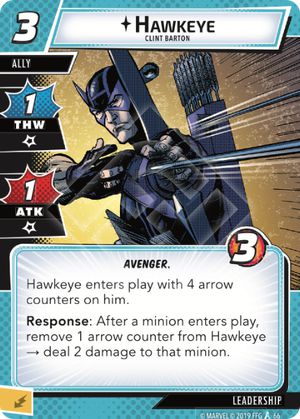 3
HAWKEYE
CLINT BARTON
ALLY
1
THW
1
ATK
3
AVENGER.
Hawkeye enters play with 4 arrow
counters on him.
Response: After a minion enters play,
remove 1 arrow counter from Hawkeye
→ deal 2 damage to that minion.
LEADERSHIP
© MARVEL © 2019 FFG A 66